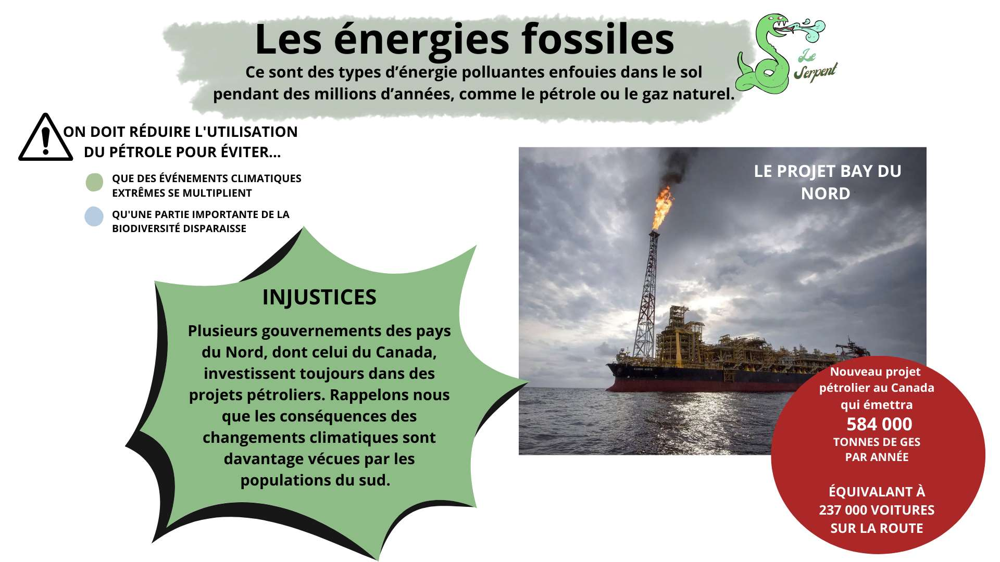 Les énergies fossiles
Ce sont des types d’énergie polluantes enfouies dans le sol
pendant des millions d’années, comme le pétrole ou le gaz naturel.
Le
Serpent
ON DOIT RÉDUIRE L'UTILISATION
DU PÉTROLE POUR ÉVITER...
QUE DES ÉVÉNEMENTS CLIMATIQUES
EXTRÊMES SE MULTIPLIENT
QU'UNE PARTIE IMPORTANTE DE LA
BIODIVERSITÉ DISPARAISSE
INJUSTICES
Plusieurs gouvernements des pays
du Nord, dont celui du Canada,
investissent toujours dans des
projets pétroliers. Rappelons nous
que les conséquences des
changements climatiques sont
davantage vécues par les
populations du sud.
LE PROJET BAY DU
NORD
Nouveau projet
pétrolier au Canada
qui émettra
584 000
TONNES DE GES
PAR ANNÉE
ÉQUIVALANT À
237 000 VOITURES
SUR LA ROUTE